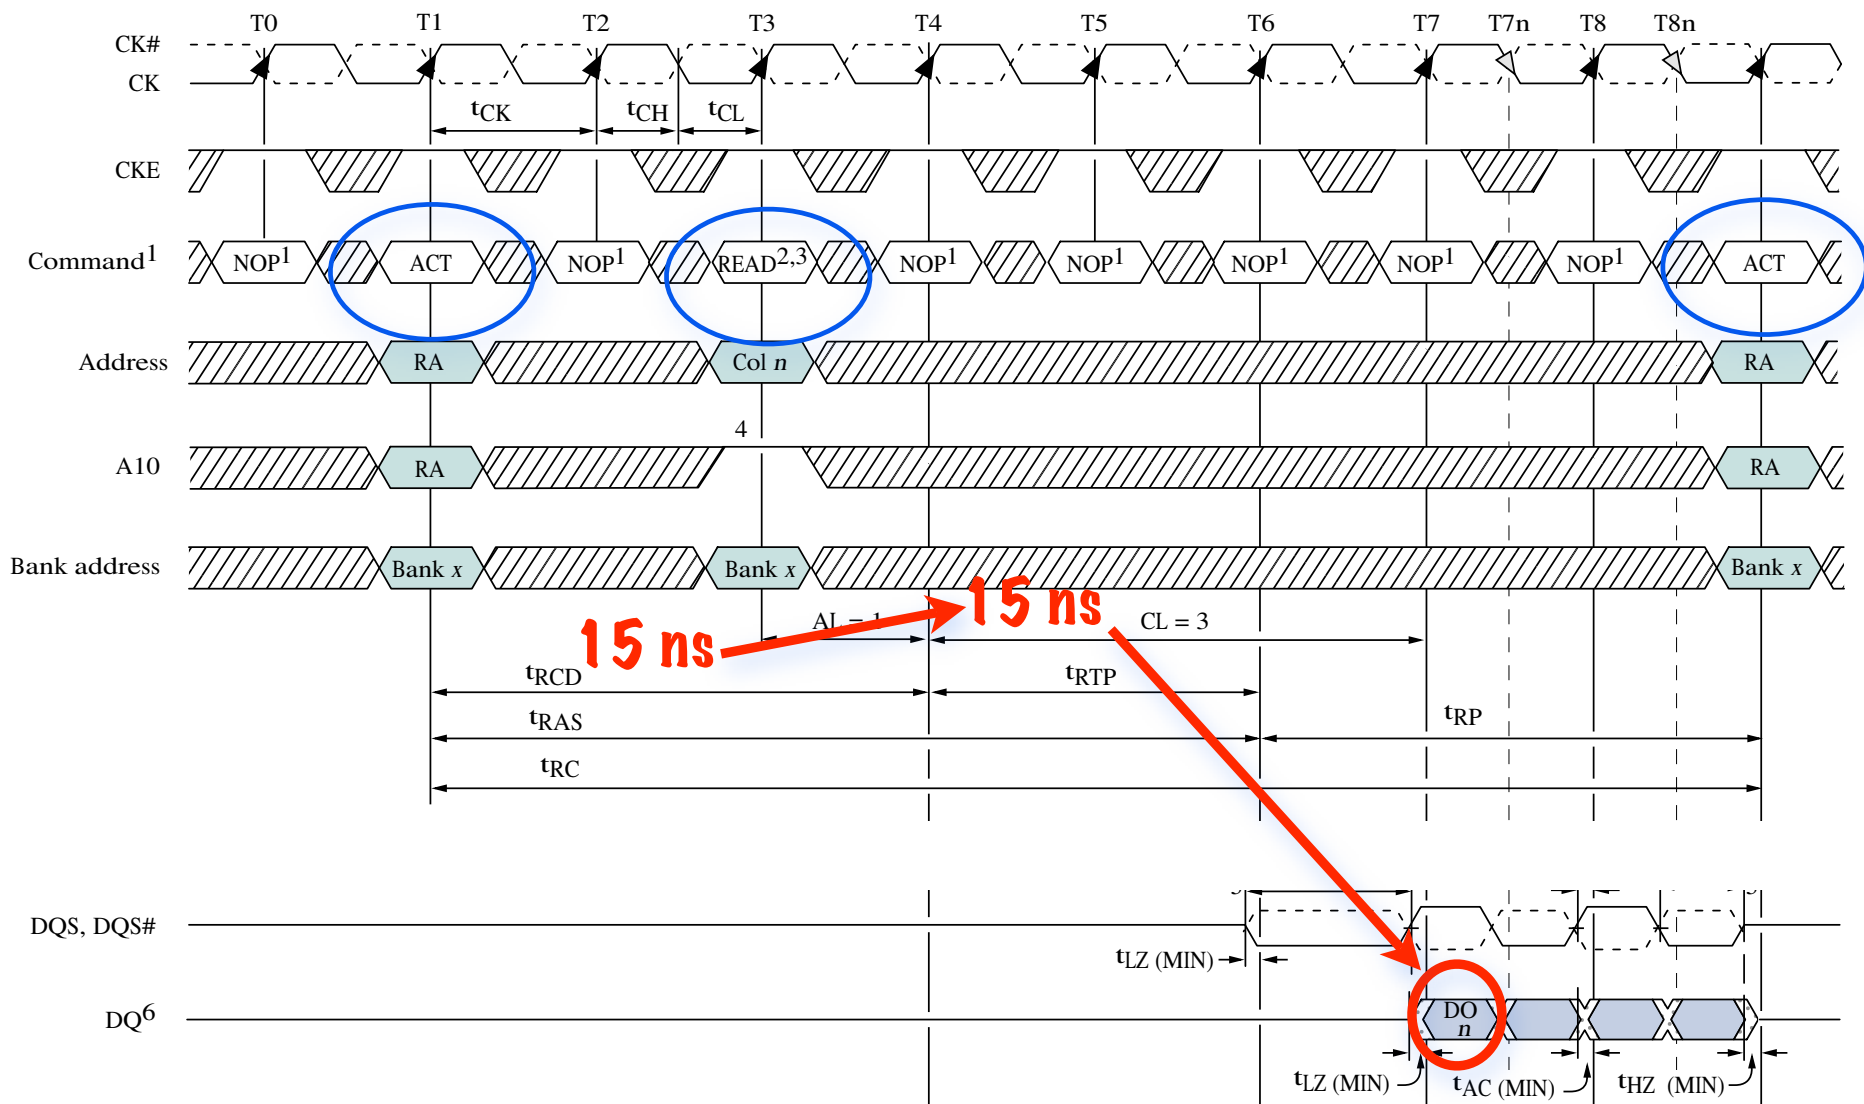 T0 T1 T2 T3 T4 T5 T6 T7 T7n T8 T8n
CK#
CK
tCK tCH tCL
CKE
Command1 NOP1 ACT NOP1 READ2,3 NOP1 NOP1 NOP1 NOP1 NOP1 ACT
Address RA Col n RA
4
A10 RA RA
Bank address Bank x Bank x Bank x
15 ns 15 ns
AL = 1 CL = 3
tRCD tRTP
tRAS tRP
tRC
DQS, DQS#
tLZ (MIN)
DQ6 DO n
tLZ (MIN) tAC (MIN) tHZ (MIN)